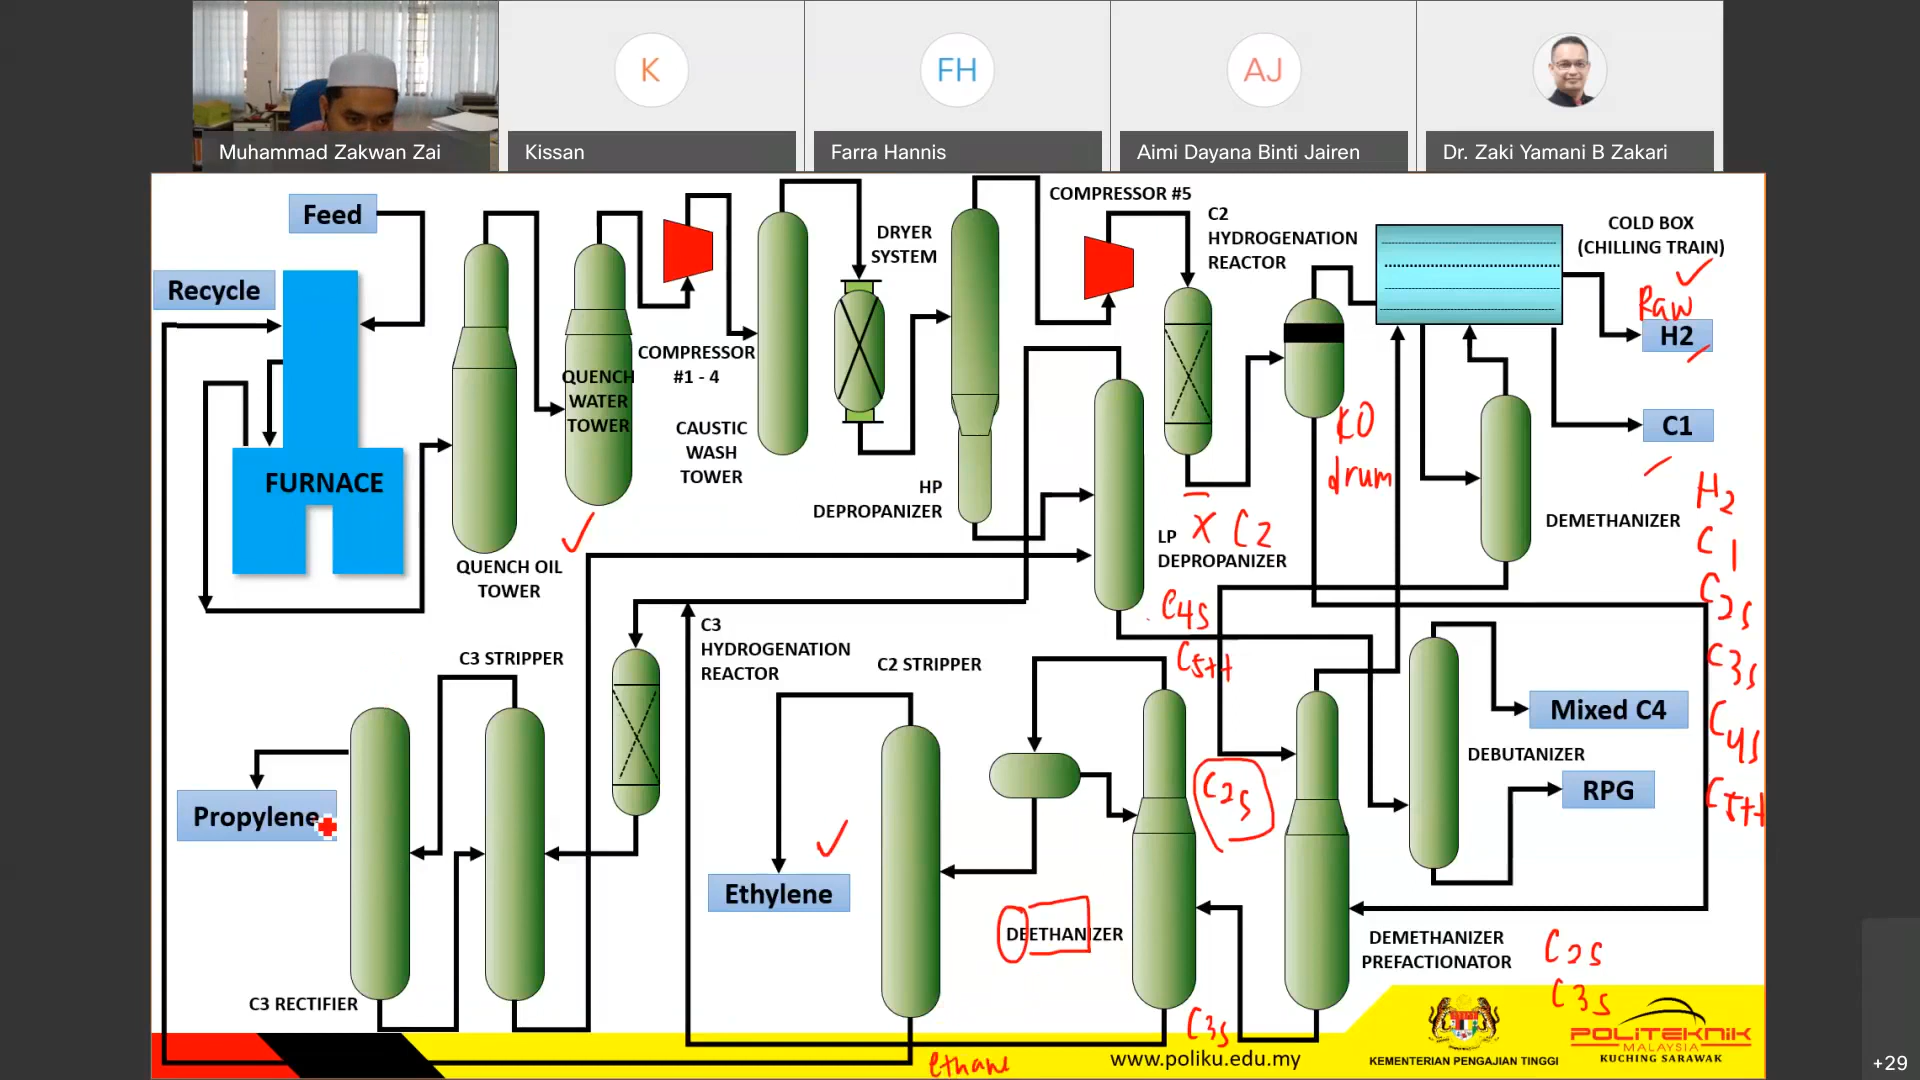 K
FH
AJ
Muhammad Zakwan Zai
Kissan
Farra Hannis
Aimi Dayana Binti Jairen
Dr. Zaki Yamani B Zakari
Feed
Recycle
FURNACE
QUENCH OIL
TOWER
QUENCH
WATER
TOWER
COMPRESSOR
#1 - 4
CAUSTIC
WASH
TOWER
DRYER
SYSTEM
HP
DEPROPANIZER
COMPRESSOR #5
C2
HYDROGENATION
REACTOR
COLD BOX
(CHILLING TRAIN)
Raw
H2
C1
KO
drum
X C2
LP
DEPROPANIZER
C4s
C5+
DEMETHANIZER
H2
C1
C2s
C3s
C4s
C5+
C3
HYDROGENATION
REACTOR
C3 STRIPPER
C2 STRIPPER
Mixed C4
DEBUTANIZER
RPG
Propylene
Ethylene
C2s
DEETHANIZER
DEMETHANIZER
PREFACTIONATOR
C2s
C3s
C3 RECTIFIER
C3s
ethane
www.poliku.edu.my
KEMENTERIAN PENGAJIAN TINGGI
POLITEKNIK
MALAYSIA
KUCHING SARAWAK
+29